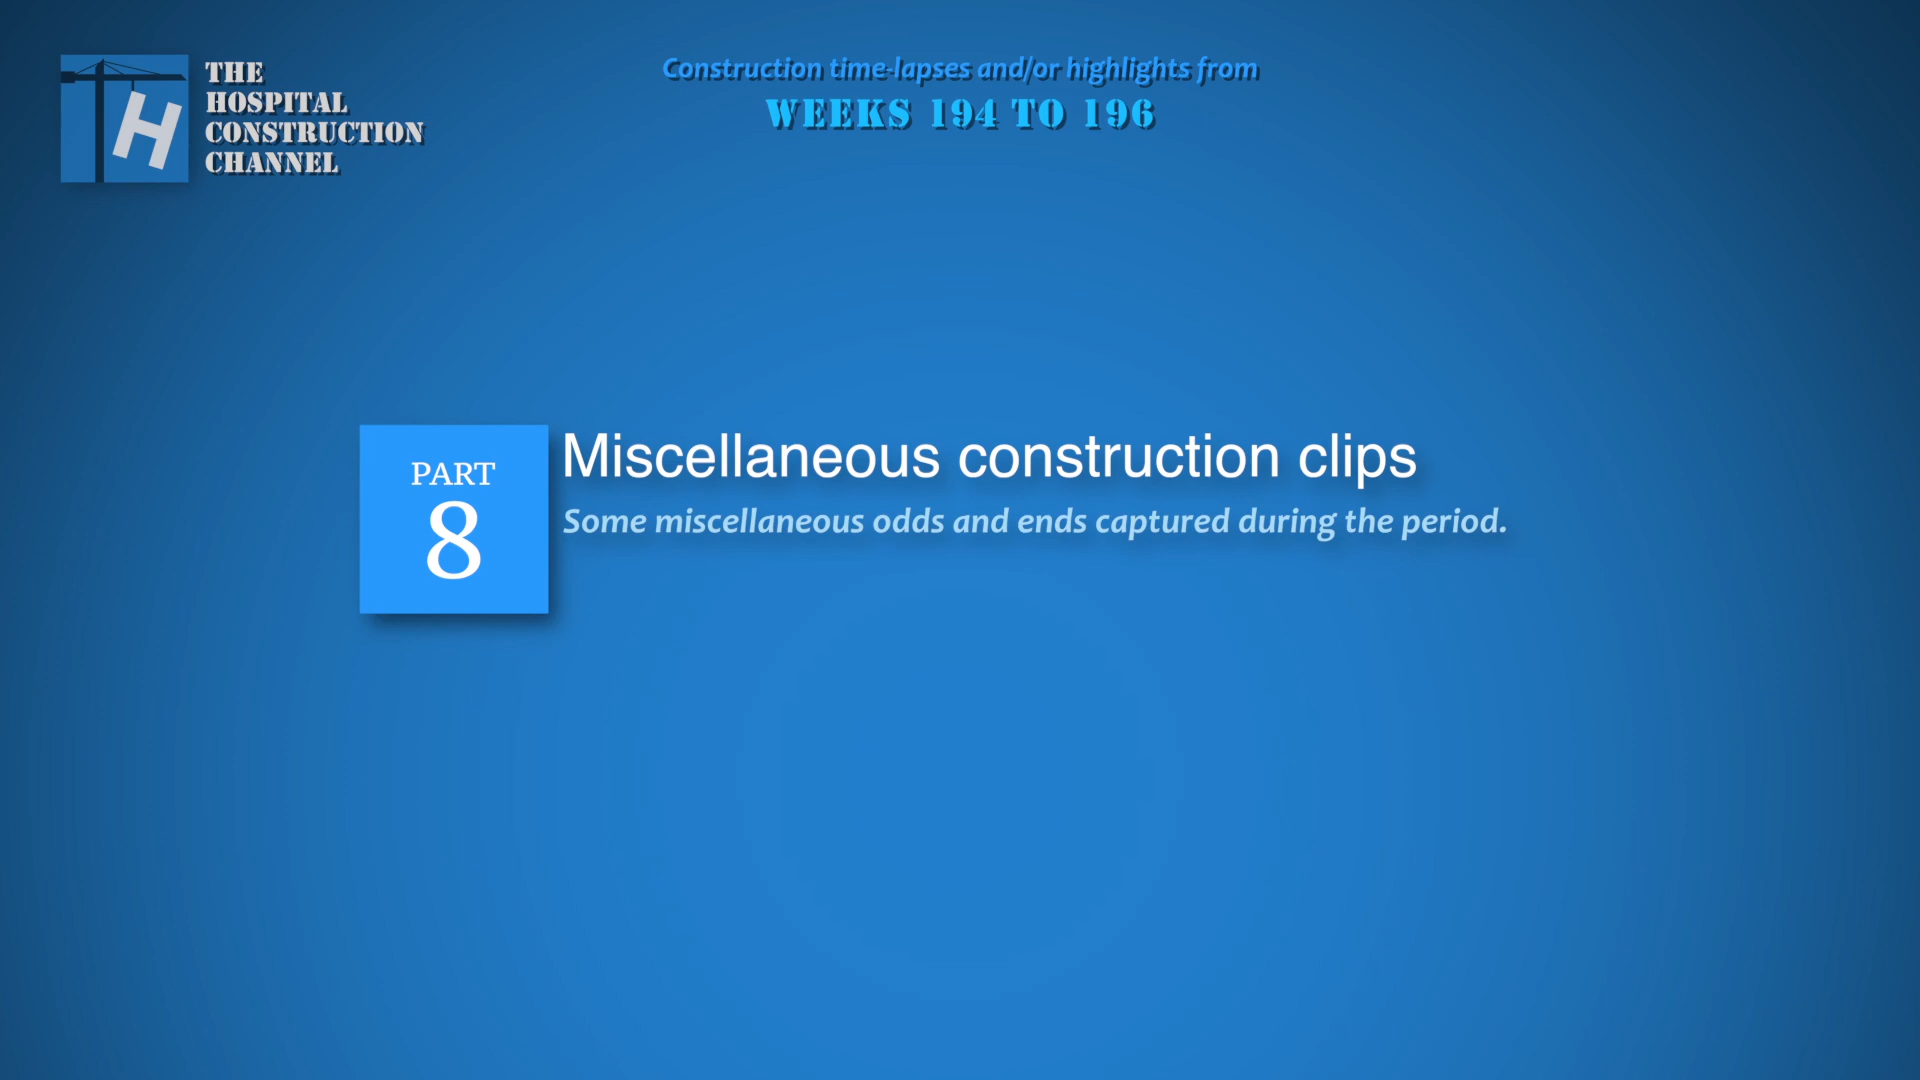 THE
HOSPITAL
CONSTRUCTION
CHANNEL
H
Construction time-lapses and/or highlights from
WEEKS 194 TO 196
PART
8
Miscellaneous construction clips
Some miscellaneous odds and ends captured during the period.